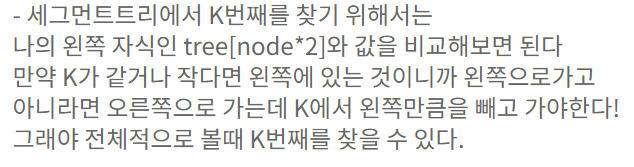 - 세그먼트트리에서 K번째를 찾기 위해서는
나의 왼쪽 자식인 tree[node*2]와 값을 비교해보면 된다
만약 K가 같거나 작다면 왼쪽에 있는 것이니까 왼쪽으로가고
아니라면 오른쪽으로 가는데 K에서 왼쪽만큼을 빼고 가야한다!
그래야 전체적으로 볼때 K번째를 찾을 수 있다.